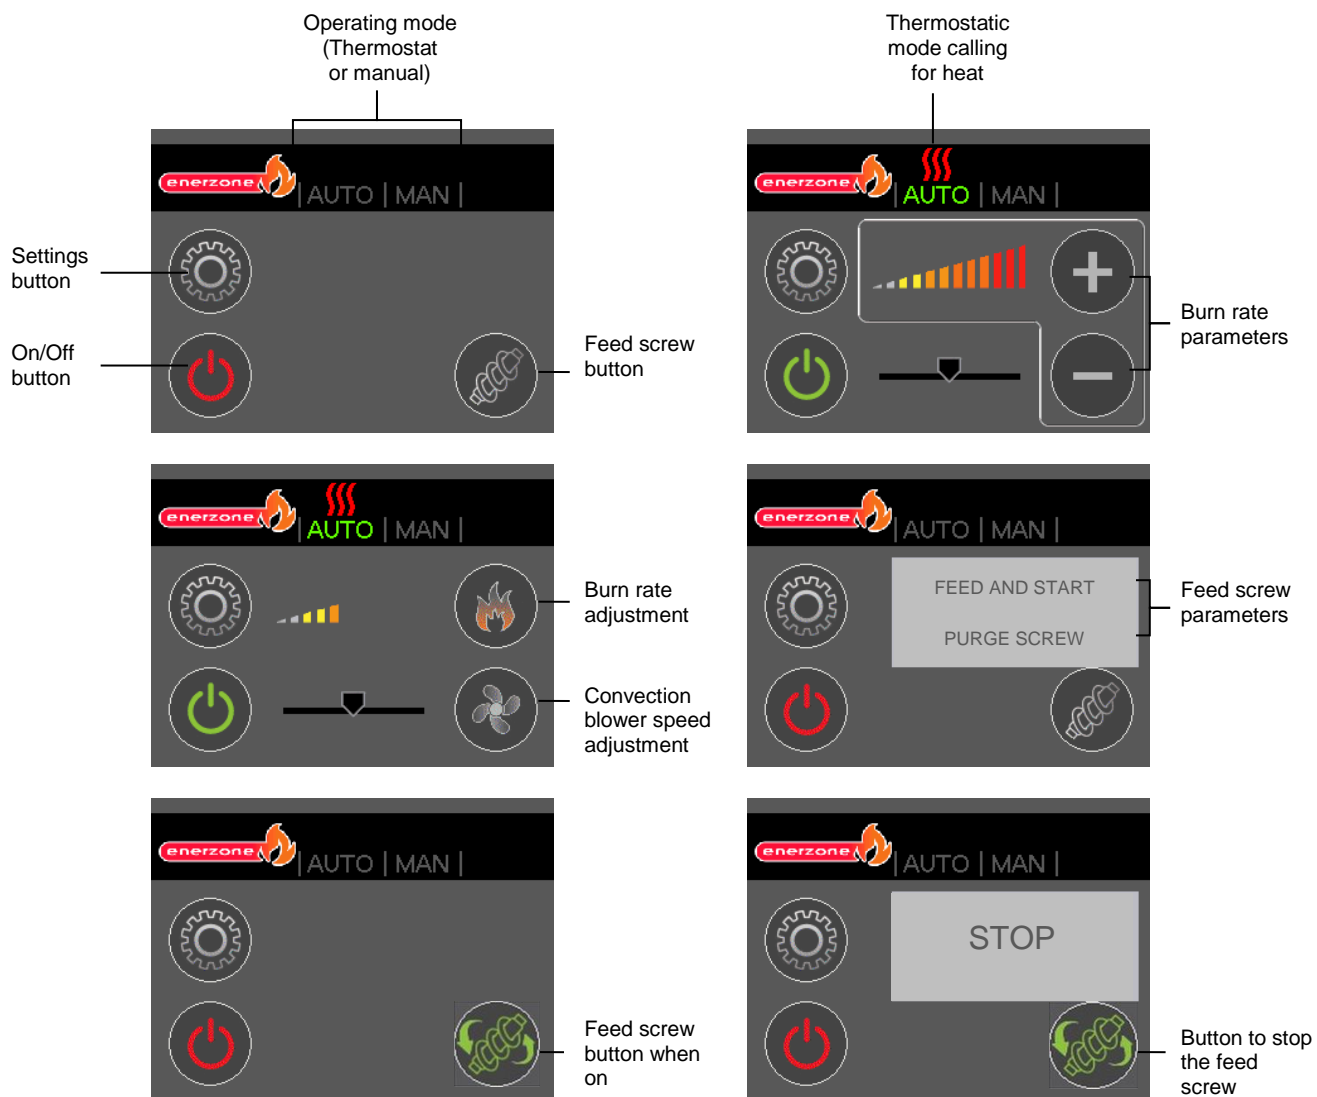 Operating mode
(Thermostat
or manual)
Thermostatic
mode calling
for heat
enerzone
| AUTO | MAN |
enerzone
| AUTO | MAN |
Settings
button
On/Off
button
Feed screw
button
Burn rate
parameters
enerzone
| AUTO | MAN |
enerzone
| AUTO | MAN |
Burn rate
adjustment
Convection
blower speed
adjustment
FEED AND START
PURGE SCREW
Feed screw
parameters
enerzone
| AUTO | MAN |
enerzone
| AUTO | MAN |
Feed screw
button when
on
STOP
Button to stop
the feed
screw